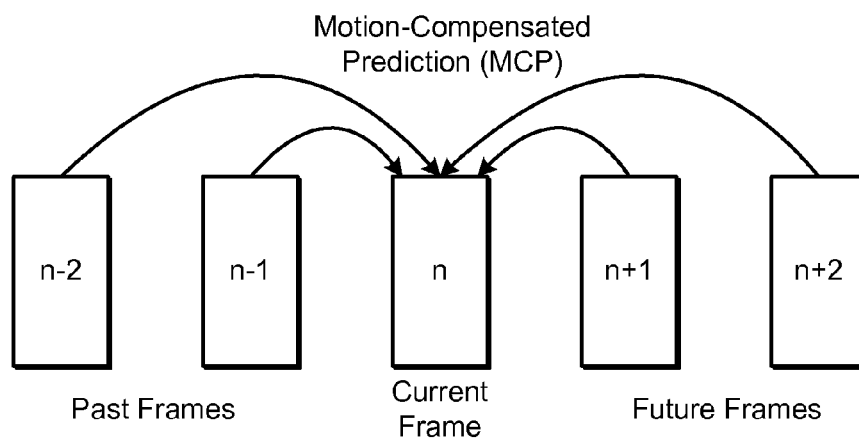 Motion-Compensated
Prediction (MCP)
n-2
n-1
n
n+1
n+2
Past Frames
Current
Frame
Future Frames